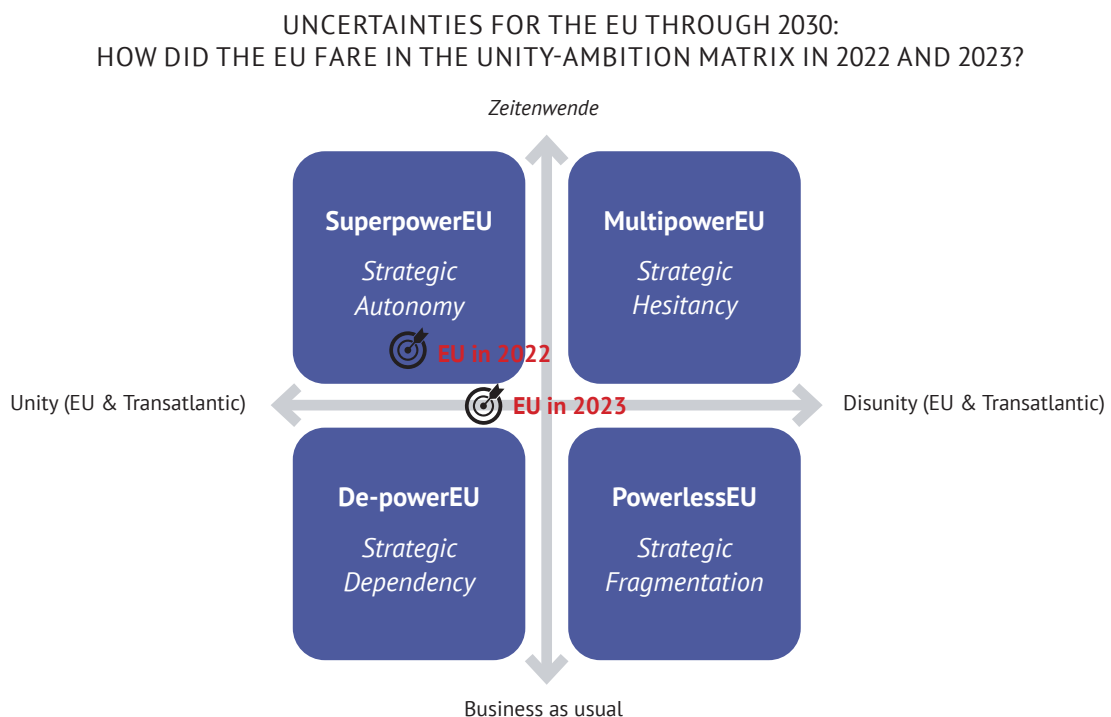 UNCERTAINTIES FOR THE EU THROUGH 2030:
HOW DID THE EU FARE IN THE UNITY-AMBITION MATRIX IN 2022 AND 2023?
Zeitenwende
SuperpowerEU
Strategic
Autonomy
MultipowerEU
Strategic
Hesitancy
EU in 2022
Unity (EU & Transatlantic)
EU in 2023
Disunity (EU & Transatlantic)
De-powerEU
Strategic
Dependency
PowerlessEU
Strategic
Fragmentation
Business as usual